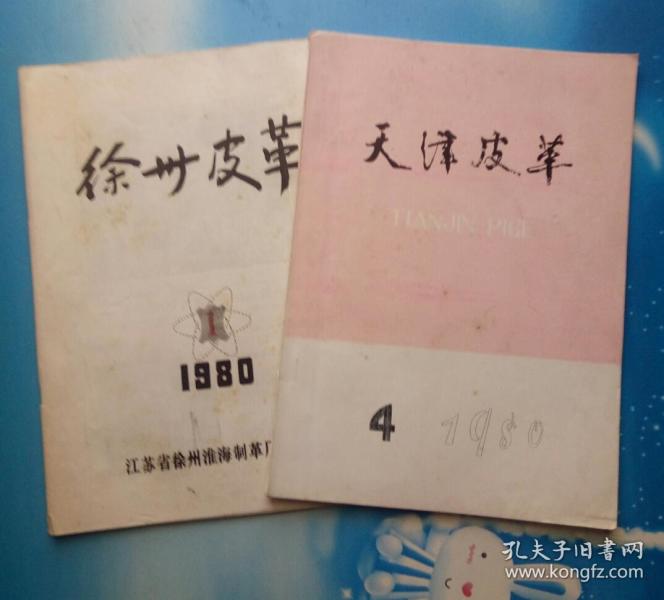 徐州皮革
1
1980
江苏省徐州淮海制革厂
天津皮革
TIANJIN PIGE
4 1980
孔夫子旧书网
www.kongfz.com